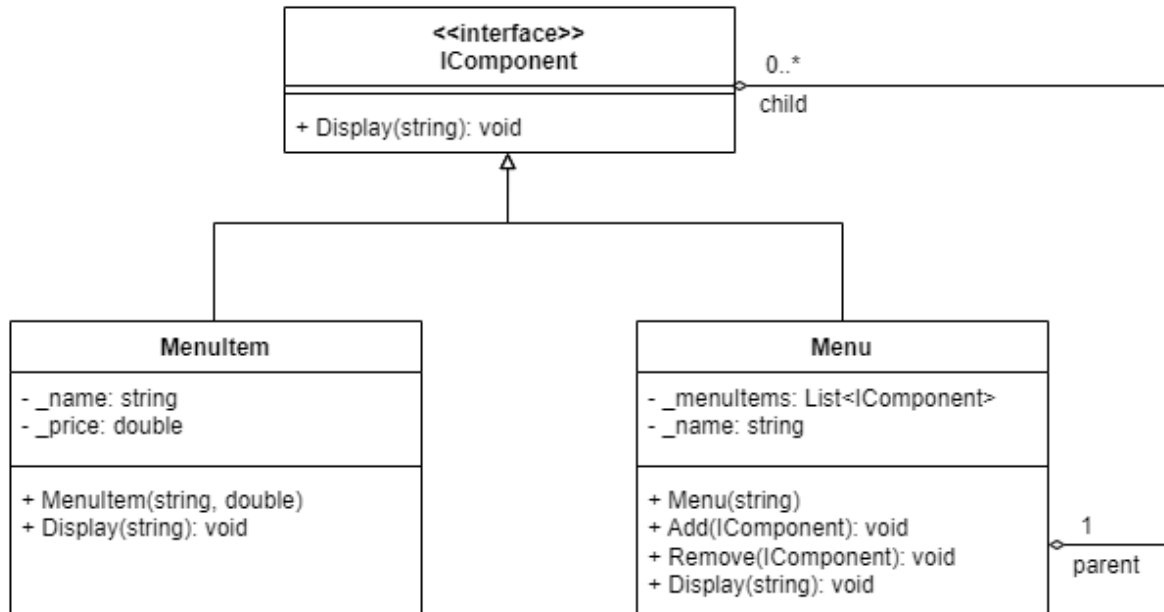 <<interface>>
IComponent
0..*
child
+ Display(string): void
MenuItem
- _name: string
- _price: double
+ MenuItem(string, double)
+ Display(string): void
Menu
- _menuItems: List<IComponent>
- _name: string
+ Menu(string)
+ Add(IComponent): void
+ Remove(IComponent): void
+ Display(string): void
1
parent